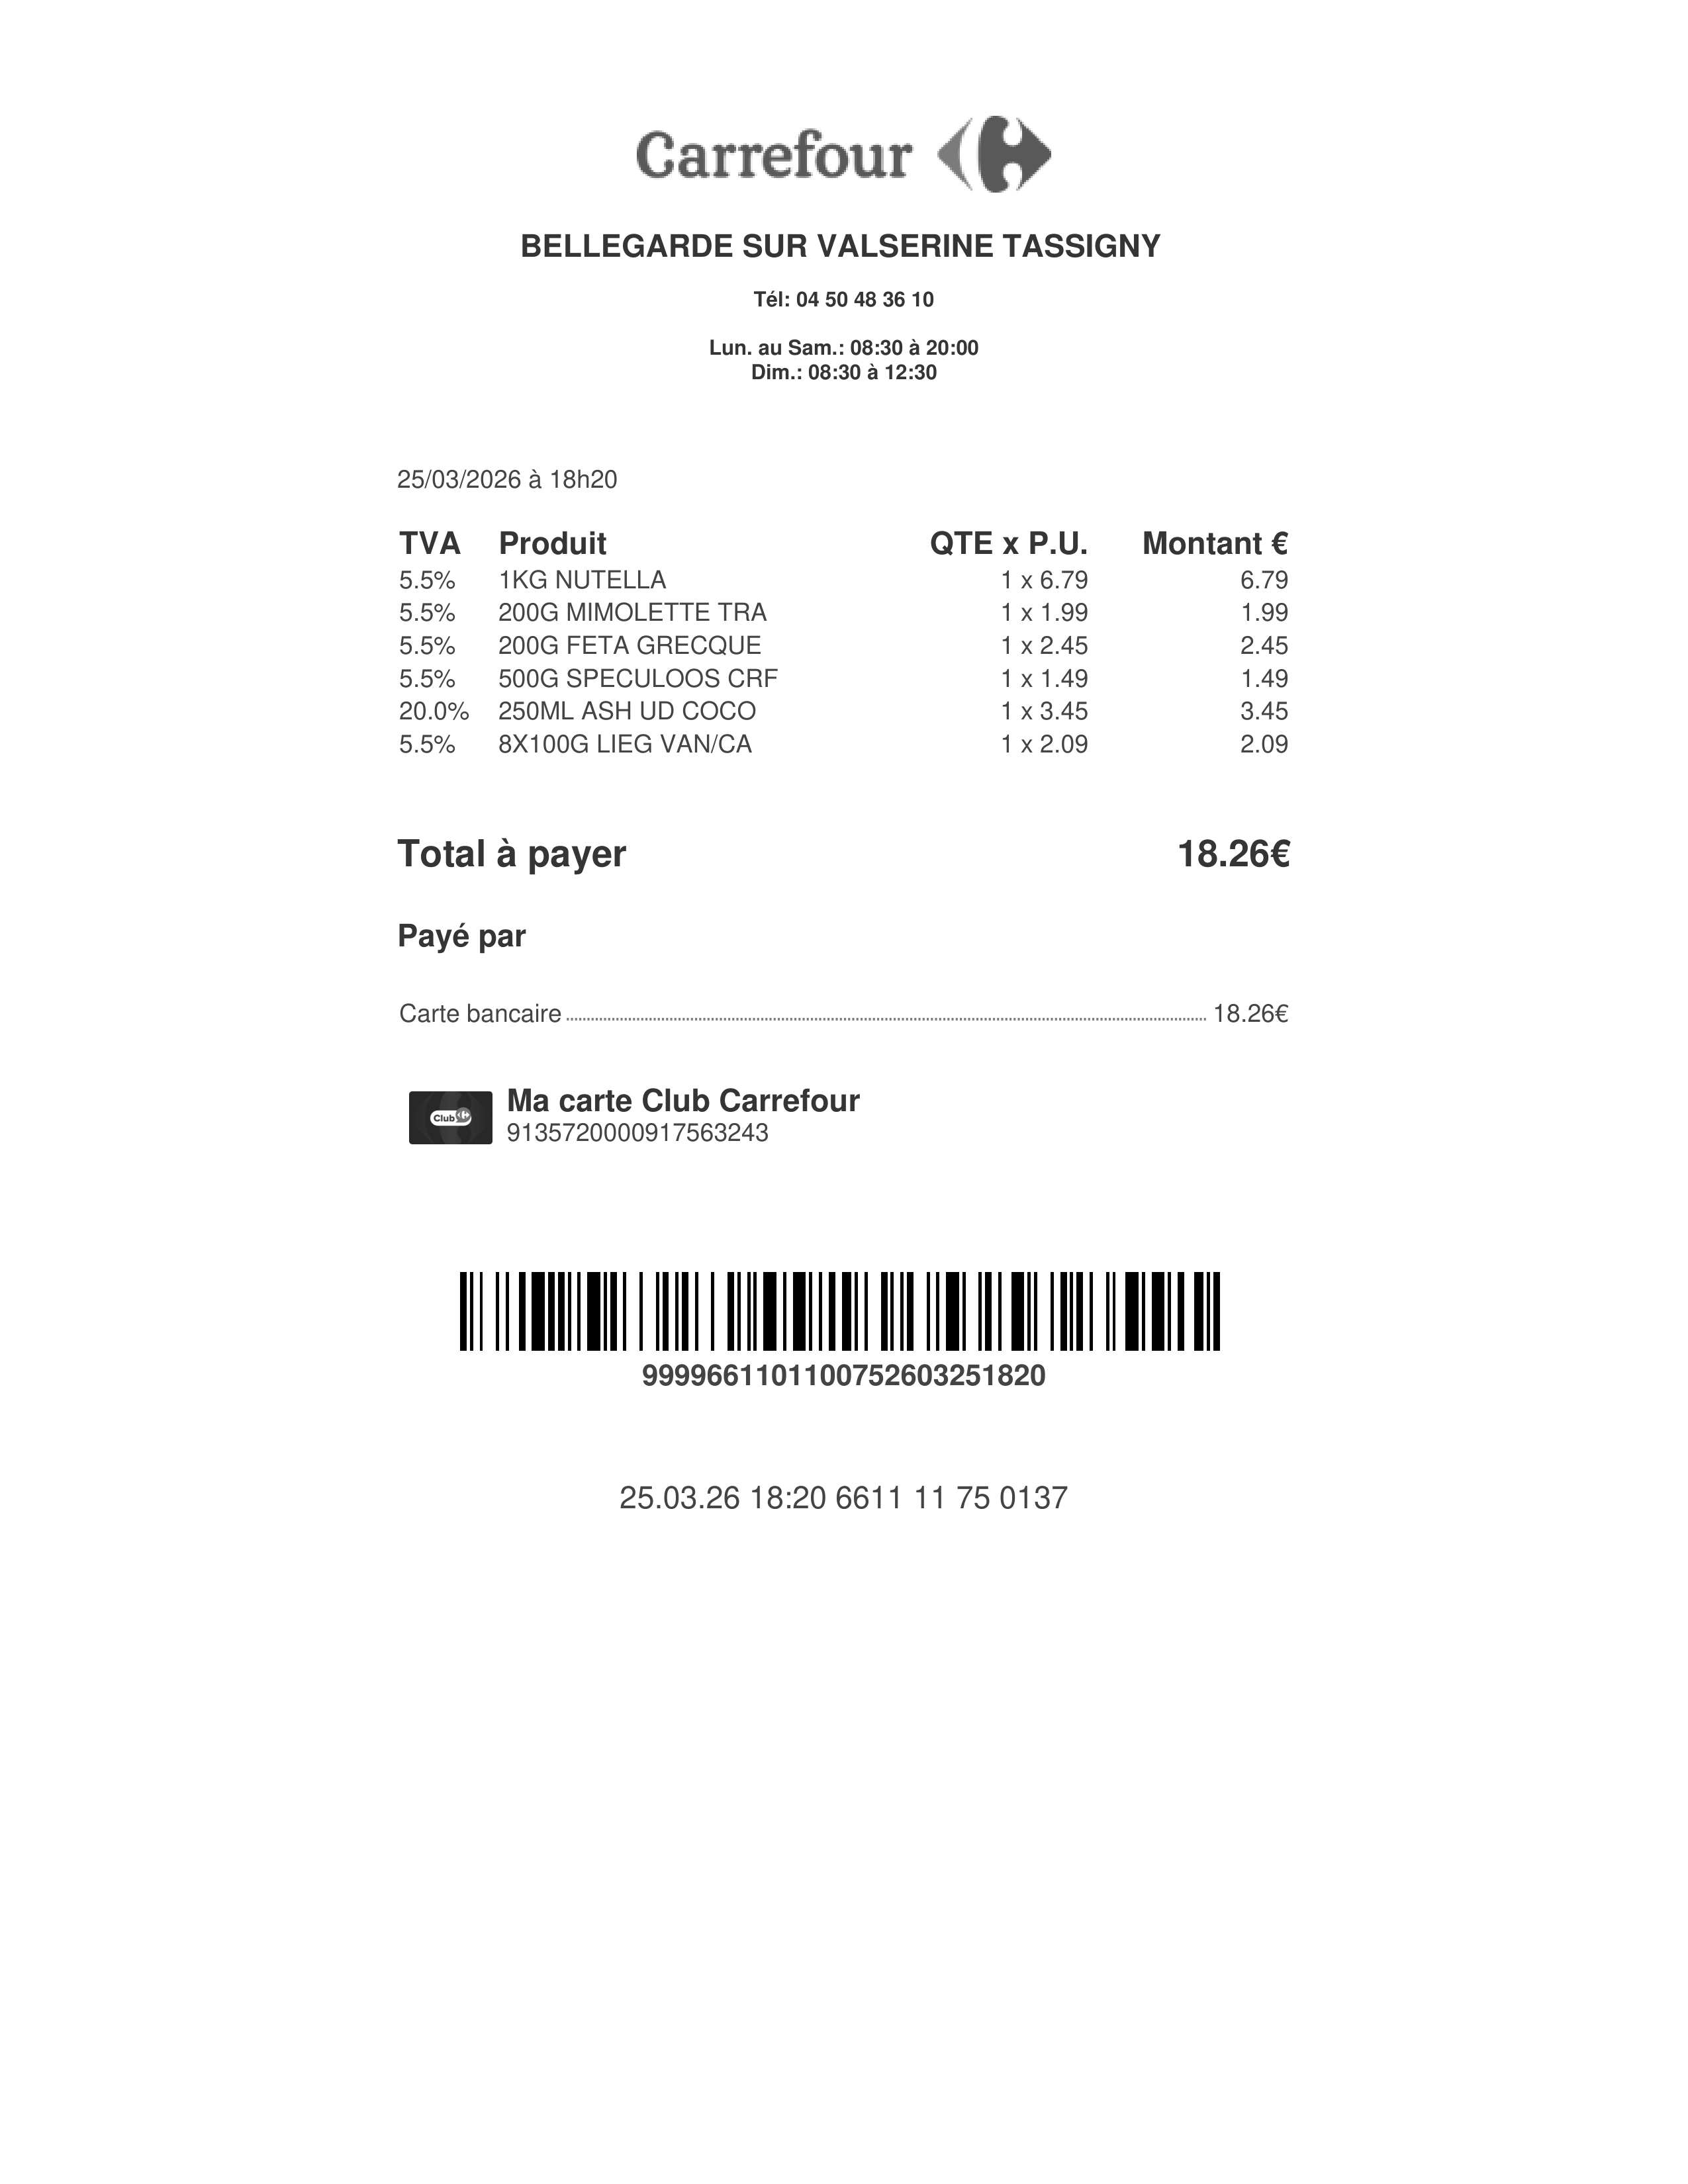 Carrefour
BELLEGARDE SUR VALSERINE TASSIGNY
Tél: 04 50 48 36 10
Lun. au Sam.: 08:30 à 20:00
Dim.: 08:30 à 12:30
25/03/2026 à 18h20
TVA Produit QTE x P.U. Montant €
5.5% 1KG NUTELLA 1 x 6.79 6.79
5.5% 200G MIMOLETTE TRA 1 x 1.99 1.99
5.5% 200G FETA GRECQUE 1 x 2.45 2.45
5.5% 500G SPECULOOS CRF 1 x 1.49 1.49
20.0% 250ML ASH UD COCO 1 x 3.45 3.45
5.5% 8X100G LIEG VAN/CA 1 x 2.09 2.09
Total à payer 18.26€
Payé par
Carte bancaire 18.26€
Club
Ma carte Club Carrefour
9135720000917563243
9999661101100752603251820
25.03.26 18:20 6611 11 75 0137